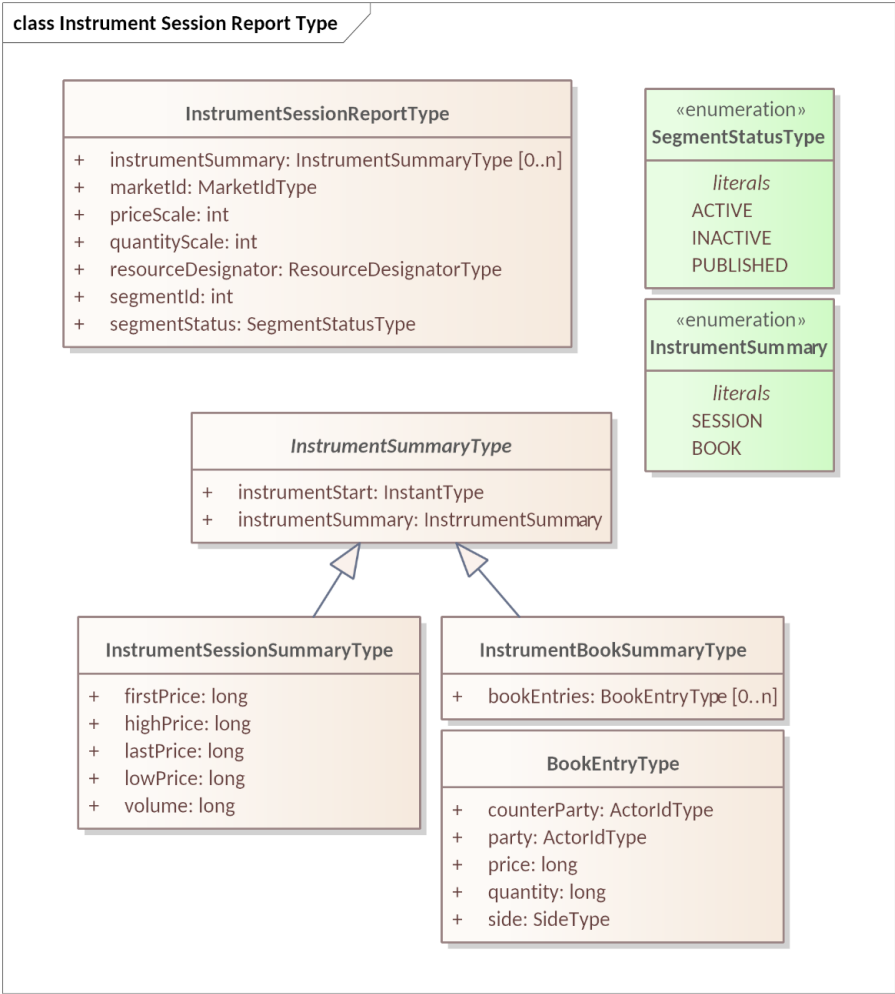 class Instrument Session Report Type
InstrumentSessionReportType
+ instrumentSummary: InstrumentSummaryType [0..n]
+ marketId: MarketIdType
+ priceScale: int
+ quantityScale: int
+ resourceDesignator: ResourceDesignatorType
+ segmentId: int
+ segmentStatus: SegmentStatusType
«enumeration»
SegmentStatusType
literals
ACTIVE
INACTIVE
PUBLISHED
«enumeration»
InstrumentSummary
literals
SESSION
BOOK
InstrumentSummaryType
+ instrumentStart: InstantType
+ instrumentSummary: InstrrumentSummary
InstrumentSessionSummaryType
+ firstPrice: long
+ highPrice: long
+ lastPrice: long
+ lowPrice: long
+ volume: long
InstrumentBookSummaryType
+ bookEntries: BookEntryType [0..n]
BookEntryType
+ counterParty: ActorIdType
+ party: ActorIdType
+ price: long
+ quantity: long
+ side: SideType